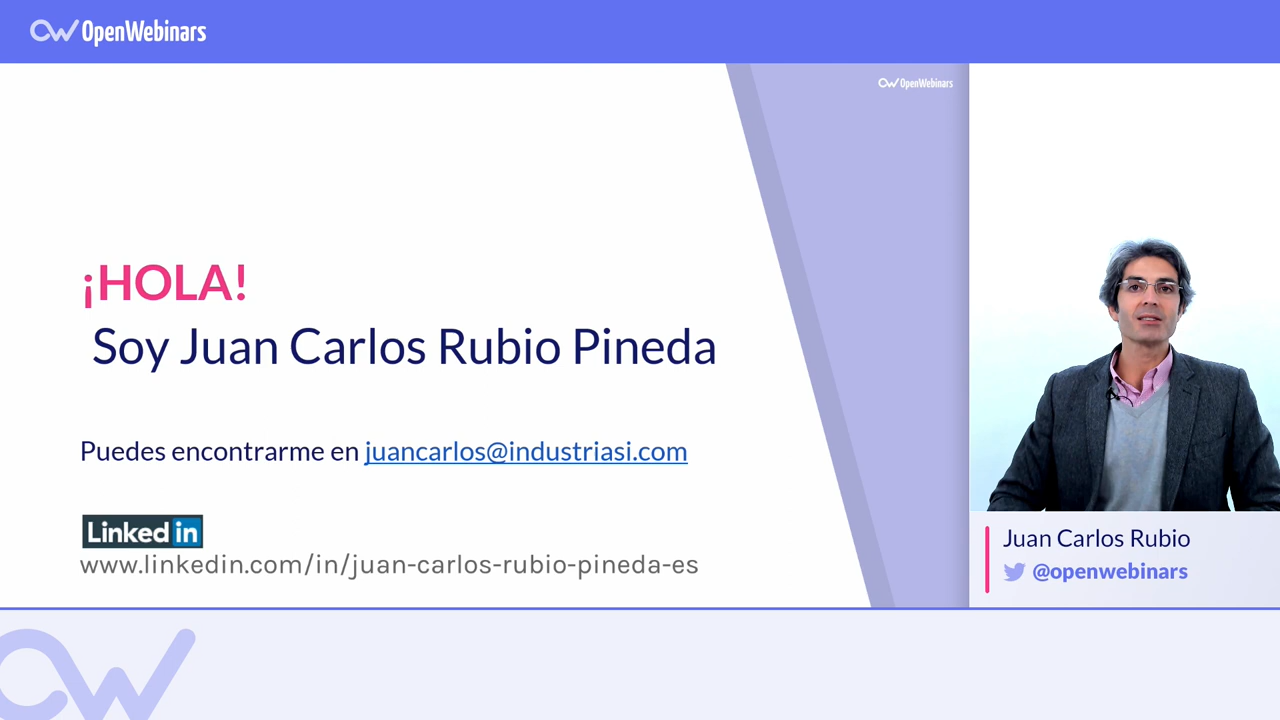 OpenWebinars
OpenWebinars
¡HOLA!
Soy Juan Carlos Rubio Pineda
Puedes encontrarme en juancarlos@industriasi.com
Linked in
www.linkedin.com/in/juan-carlos-rubio-pineda-es
Juan Carlos Rubio
@openwebinars